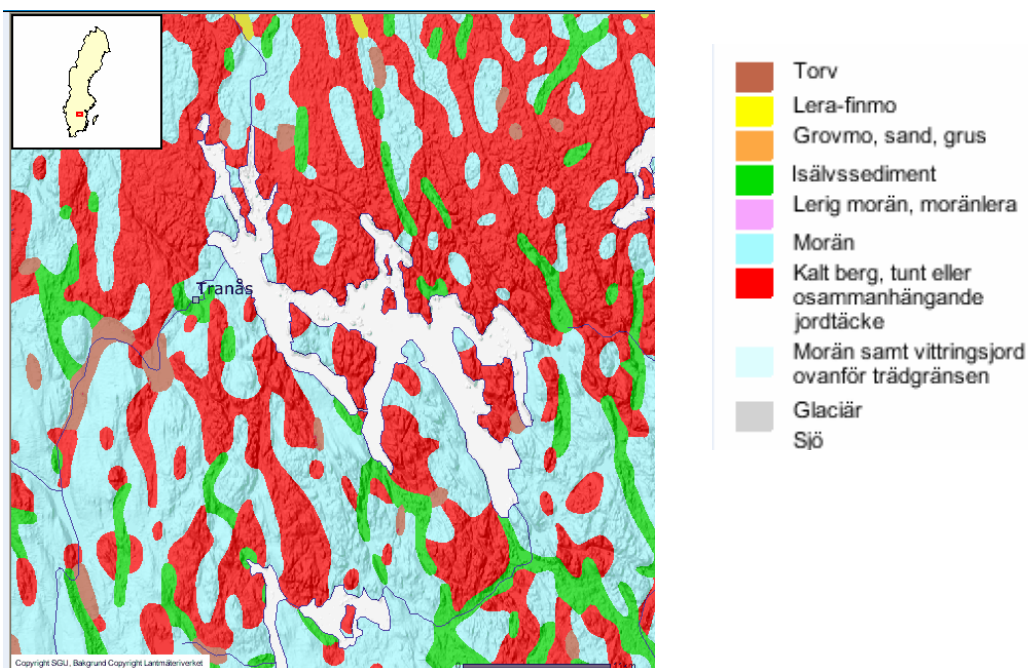 Tranås
Copyright SGU, Bakgrund Copyright Lantmäteriverket
Torv
Lera-finmo
Grovmo, sand, grus
Isälvssediment
Lerig morän, moränlera
Morän
Kalt berg, tunt eller
osammanhängande
jordtäcke
Morän samt vittringsjord
ovanför trädgränsen
Glaciär
Sjö